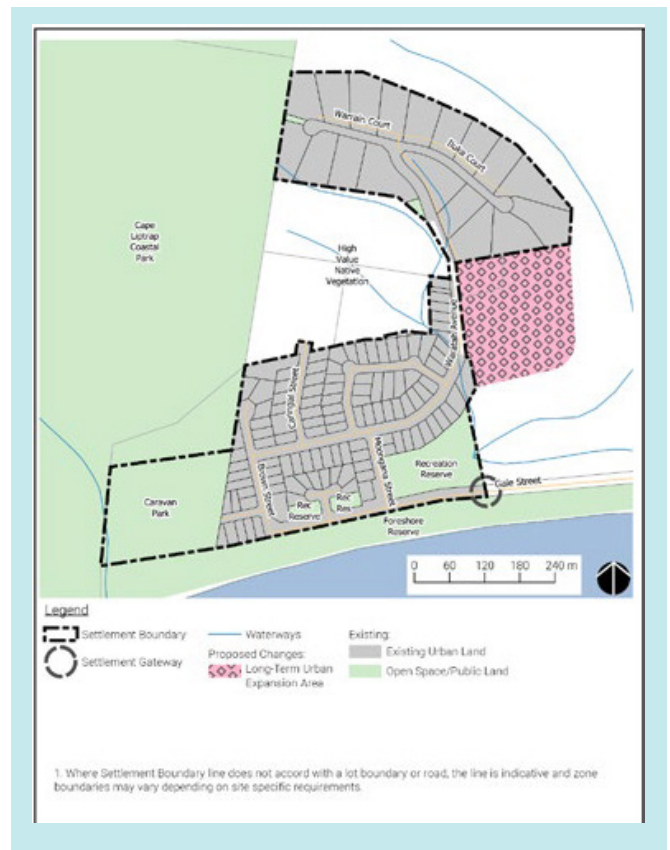 Warrain Court
Buka Court
Cape
Liptrap
Coastal
Park
High
Value
Native
Vegetation
Waratah Avenue
Caringal Street
Brown Street
Moongana Street
Recreation
Reserve
Gale Street
Caravan
Park
Rec
Reserve
Rec
Res
Foreshore
Reserve
0 60 120 180 240 m
Legend
Settlement Boundary
Settlement Gateway
Waterways
Proposed Changes:
Long-Term Urban
Expansion Area
Existing:
Existing Urban Land
Open Space/Public Land
1. Where Settlement Boundary line does not accord with a lot boundary or road, the line is indicative and zone
boundaries may vary depending on site specific requirements.